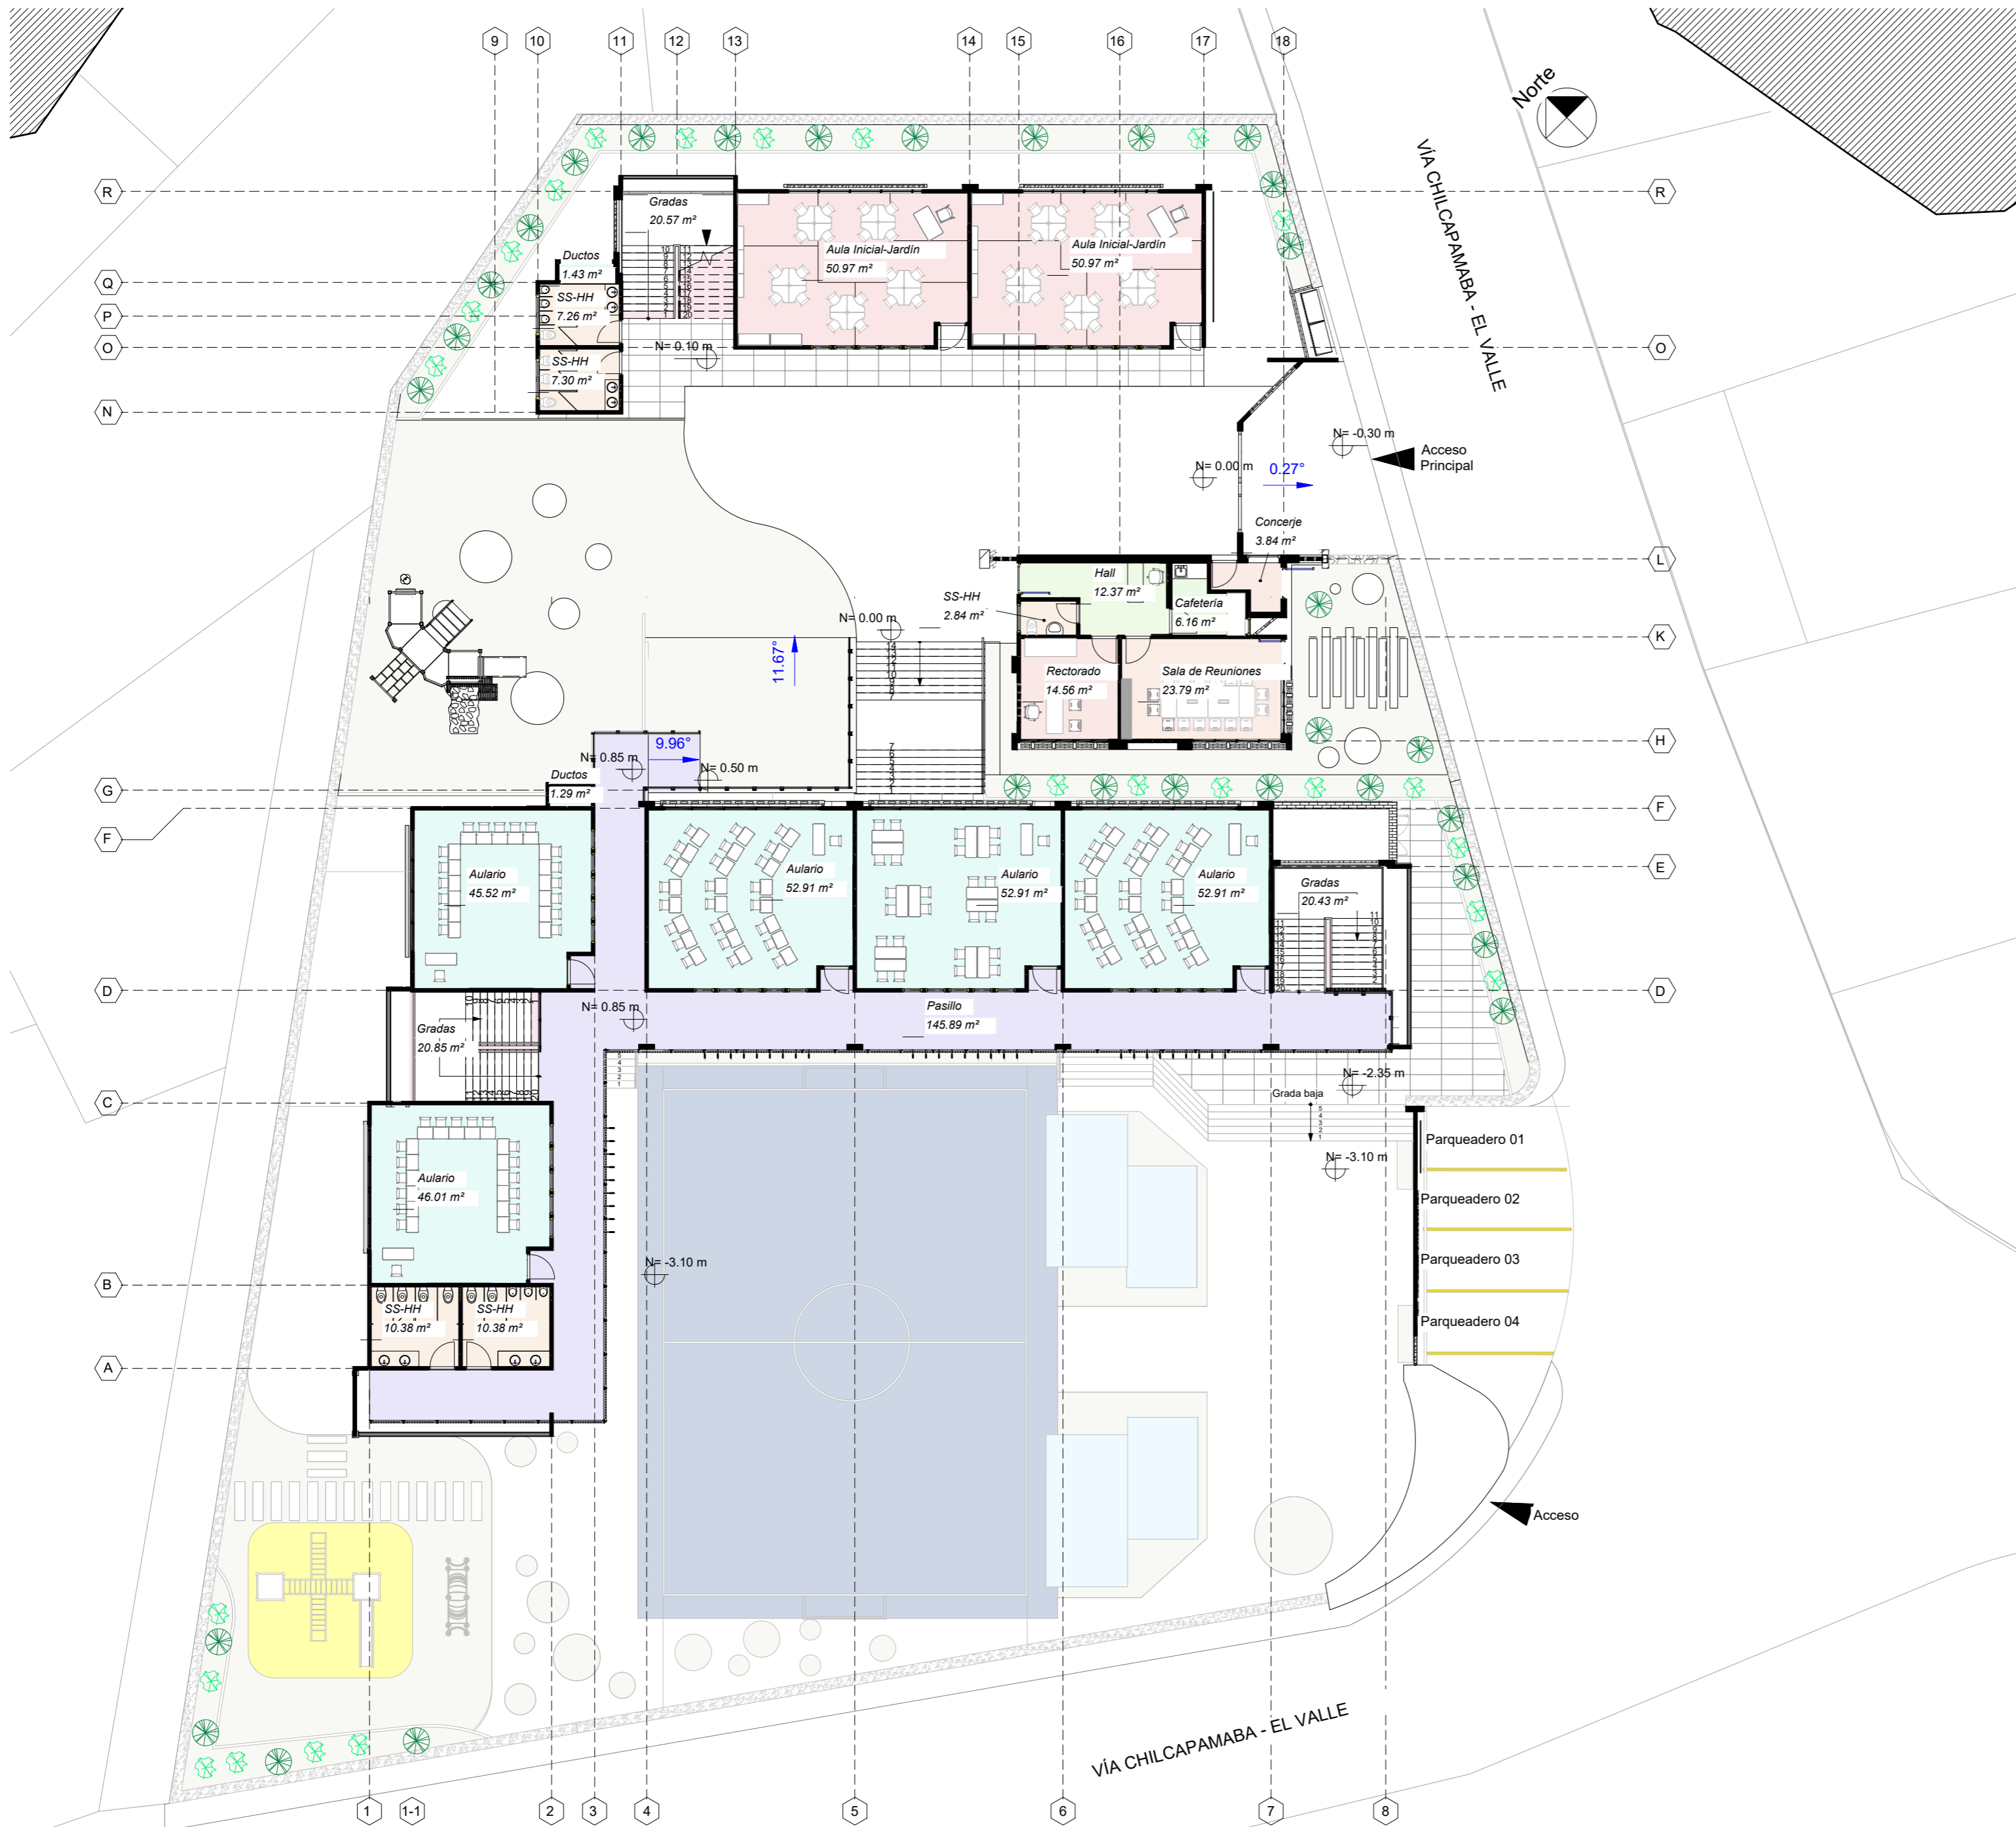 9
10
11
12
13
14
15
16
17
18
Norte
VÍA CHILCAPAMABA - EL VALLE
R
R
Gradas
20.57 m²
Aula Inicial-Jardín
50.97 m²
Aula Inicial-Jardín
50.97 m²
Ductos
1.43 m²
Q
SS-HH
7.26 m²
P
O
N= 0.10 m
O
SS-HH
7.30 m²
N
N= -0.30 m
Acceso
Principal
N= 0.00 m
0.27°
Concerje
3.84 m²
L
Hall
12.37 m²
SS-HH
2.84 m²
Cafetería
6.16 m²
N= 0.00 m
K
11.67°
Rectorado
14.56 m²
Sala de Reuniones
23.79 m²
9.96°
H
N= 0.85 m
N= 0.50 m
Ductos
1.29 m²
G
F
F
Aulario
45.52 m²
Aulario
52.91 m²
Aulario
52.91 m²
Aulario
52.91 m²
E
Gradas
20.43 m²
D
D
N= 0.85 m
Pasillo
145.89 m²
Gradas
20.85 m²
N= -2.35 m
Grada baja
5
4
3
2
1
C
Parqueadero 01
N= -3.10 m
Aulario
46.01 m²
Parqueadero 02
Parqueadero 03
N= -3.10 m
B
SS-HH
10.38 m²
SS-HH
10.38 m²
Parqueadero 04
A
Acceso
VÍA CHILCAPAMABA - EL VALLE
1
1-1
2
3
4
5
6
7
8